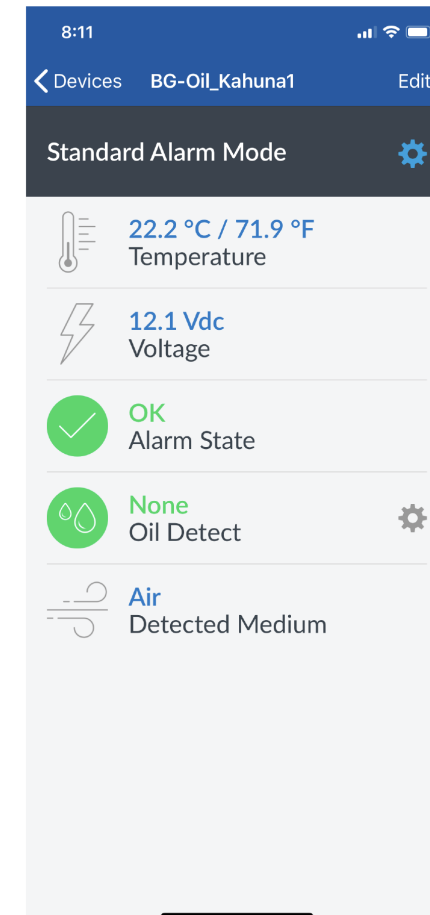 8:11
Devices BG-Oil_Kahuna1 Edit
Standard Alarm Mode
22.2 °C / 71.9 °F
Temperature
12.1 Vdc
Voltage
OK
Alarm State
None
Oil Detect
Air
Detected Medium